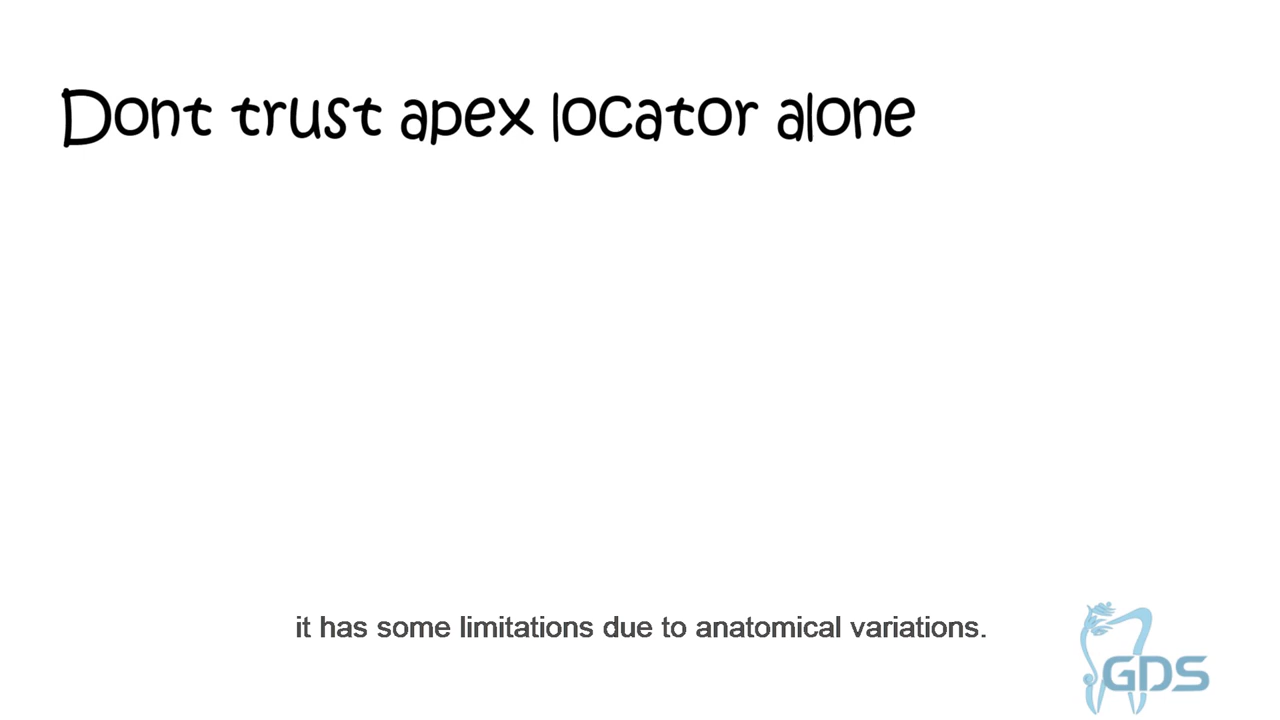 Dont trust apex locator alone
it has some limitations due to anatomical variations.
GDS